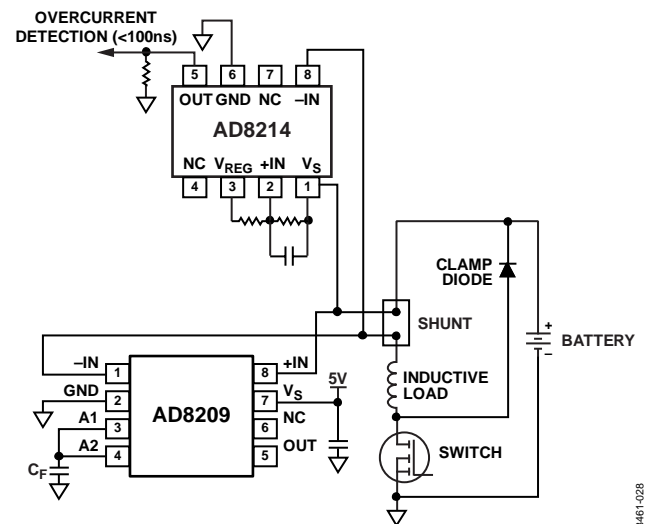 OVERCURRENT
DETECTION (<100ns)
5 6 7 8
OUT GND NC –IN
AD8214
NC VREG +IN VS
4 3 2 1
CLAMP
DIODE
SHUNT
+
BATTERY
–
–IN +IN
1 8
GND VS 5V
2 7
INDUCTIVE
LOAD
AD8209
A1 NC
3 6
A2 OUT
4 5
SWITCH
CF